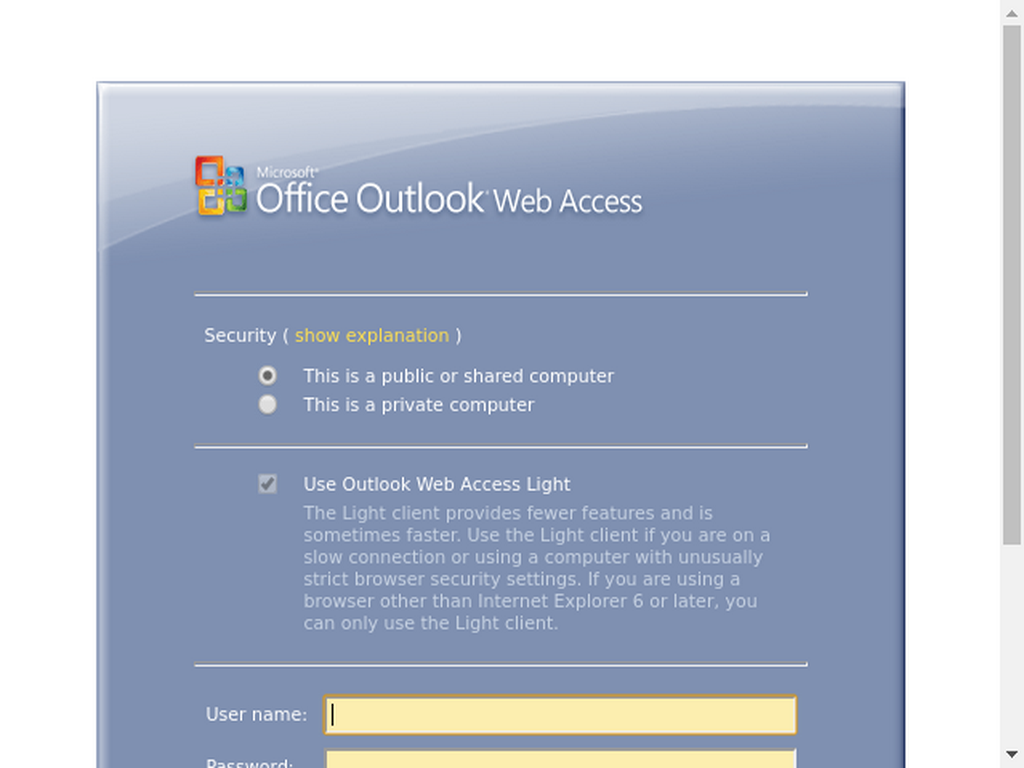 Microsoft®
Office Outlook® Web Access
Security ( show explanation )
This is a public or shared computer
This is a private computer
Use Outlook Web Access Light
The Light client provides fewer features and is
sometimes faster. Use the Light client if you are on a
slow connection or using a computer with unusually
strict browser security settings. If you are using a
browser other than Internet Explorer 6 or later, you
can only use the Light client.
User name:
Password: